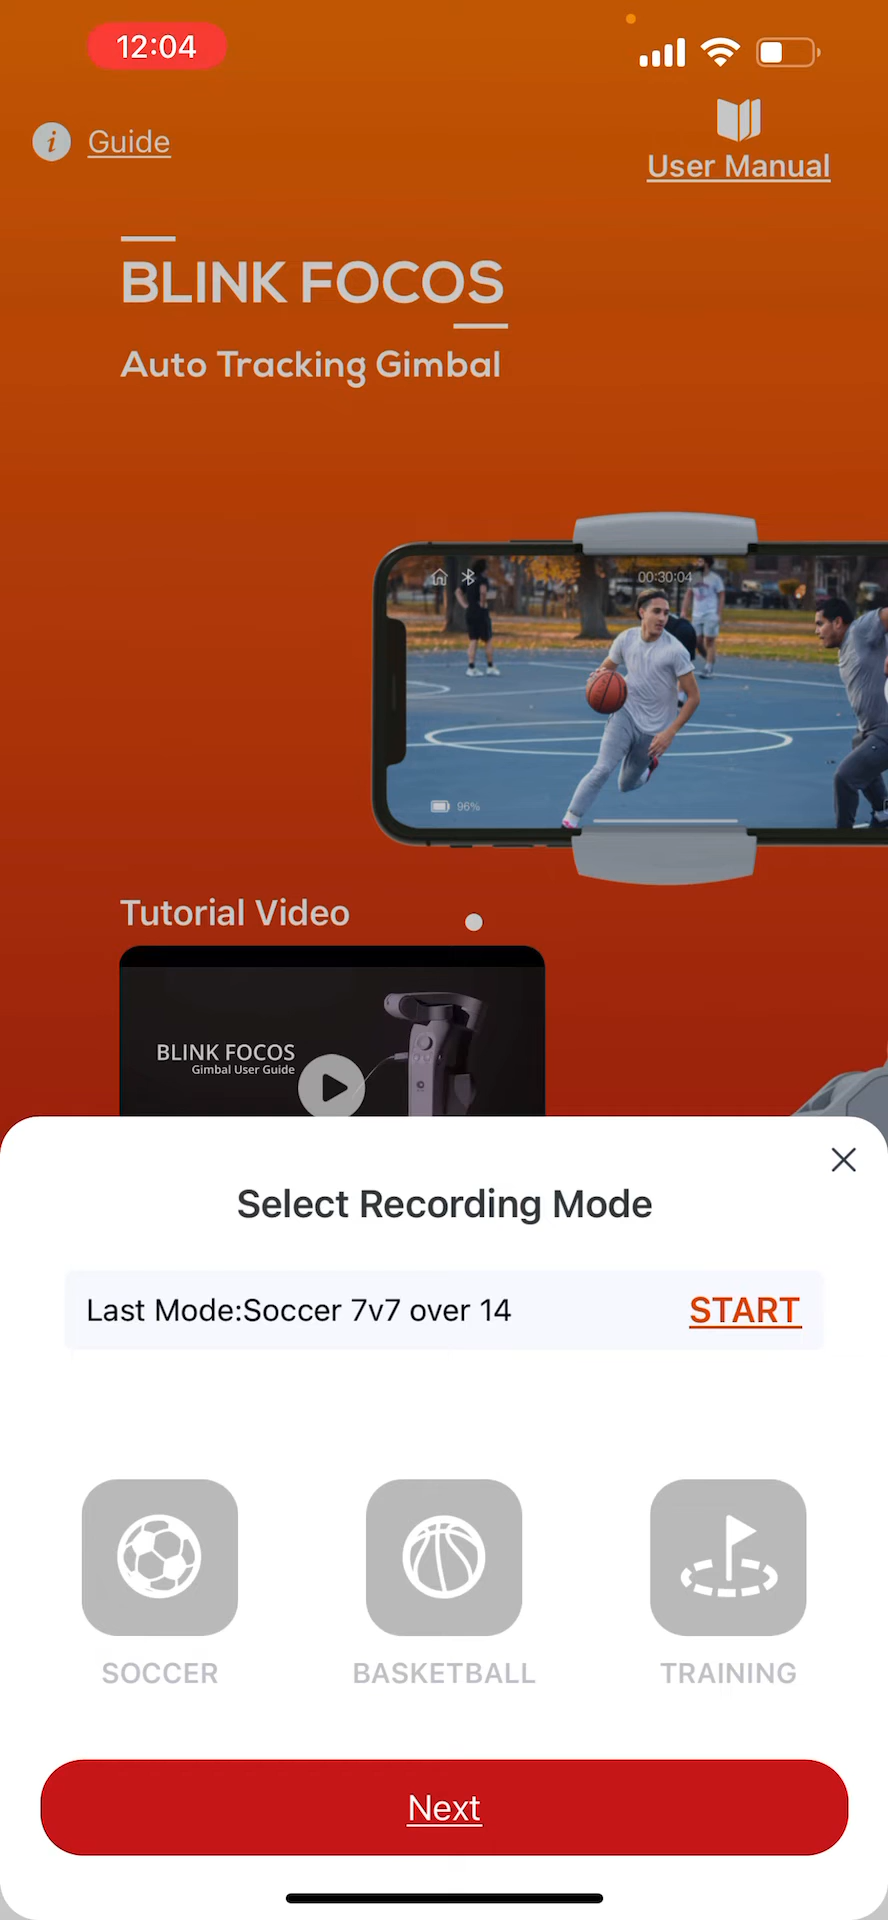 12:04
Guide
User Manual
BLINK FOCOS
Auto Tracking Gimbal
00:30:04
96%
Tutorial Video
BLINK FOCOS
Gimbal User Guide
Select Recording Mode
Last Mode:Soccer 7v7 over 14
START
SOCCER
BASKETBALL
TRAINING
Next